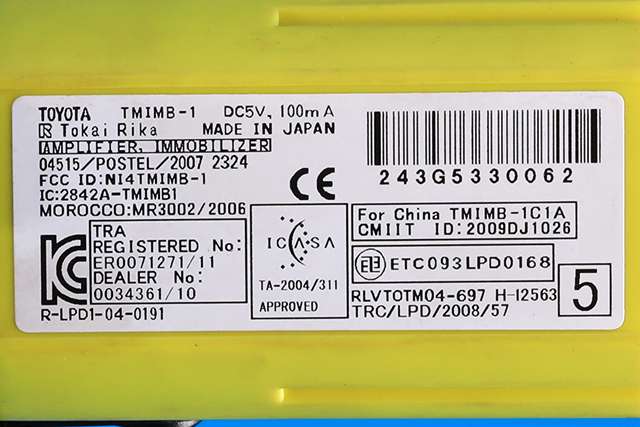 TOYOTA TMIMB-1 DC5V, 100mA
Tokai Rika MADE IN JAPAN
AMPLIFIER, IMMOBILIZER
04515/POSTEL/2007 2324
FCC ID:NI4TMIMB-1
IC:2842A-TMIMB1
MOROCCO:MR3002/2006
CE
243G5330062
TRA
REGISTERED No:
ER0071271/11
DEALER No:
0034361/10
R-LPD1-04-0191
ICASA
TA-2004/311
APPROVED
For China TMIMB-1C1A
CMIIT ID:2009DJ1026
ETC093LPD0168
RLVTOTM04-697 H-12563
TRC/LPD/2008/57
5